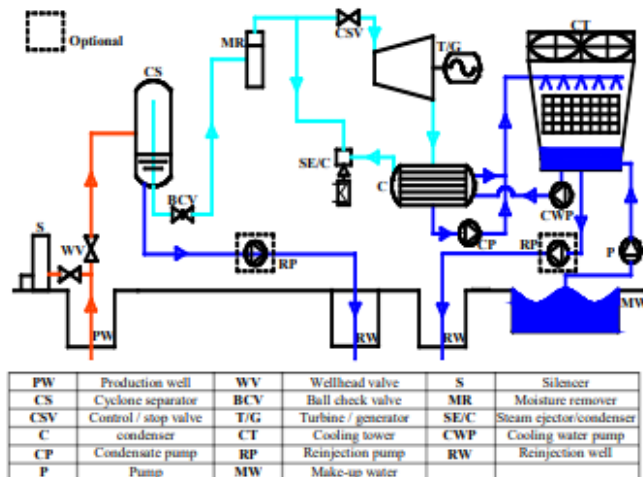 Optional
CS
MR
CSV
T/G
CT
SE/C
BCV
C
S
WV
CP
CWP
RP
RP
P
PW
RW
RW
MW
PW Production well WV Wellhead valve S Silencer
CS Cyclone separator BCV Ball check valve MR Moisture remover
CSV Control / stop valve T/G Turbine / generator SE/C Steam ejector/condenser
C condenser CT Cooling tower CWP Cooling water pump
CP Condensate pump RP Reinjection pump RW Reinjection well
P Pump MW Make-up water